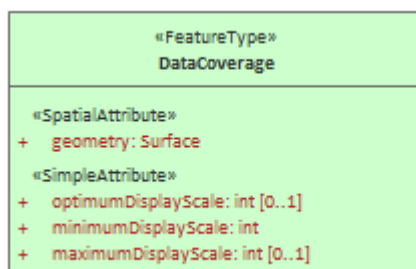 «FeatureType»
DataCoverage
«SpatialAttribute»
+ geometry: Surface
«SimpleAttribute»
+ optimumDisplayScale: int [0..1]
+ minimumDisplayScale: int
+ maximumDisplayScale: int [0..1]